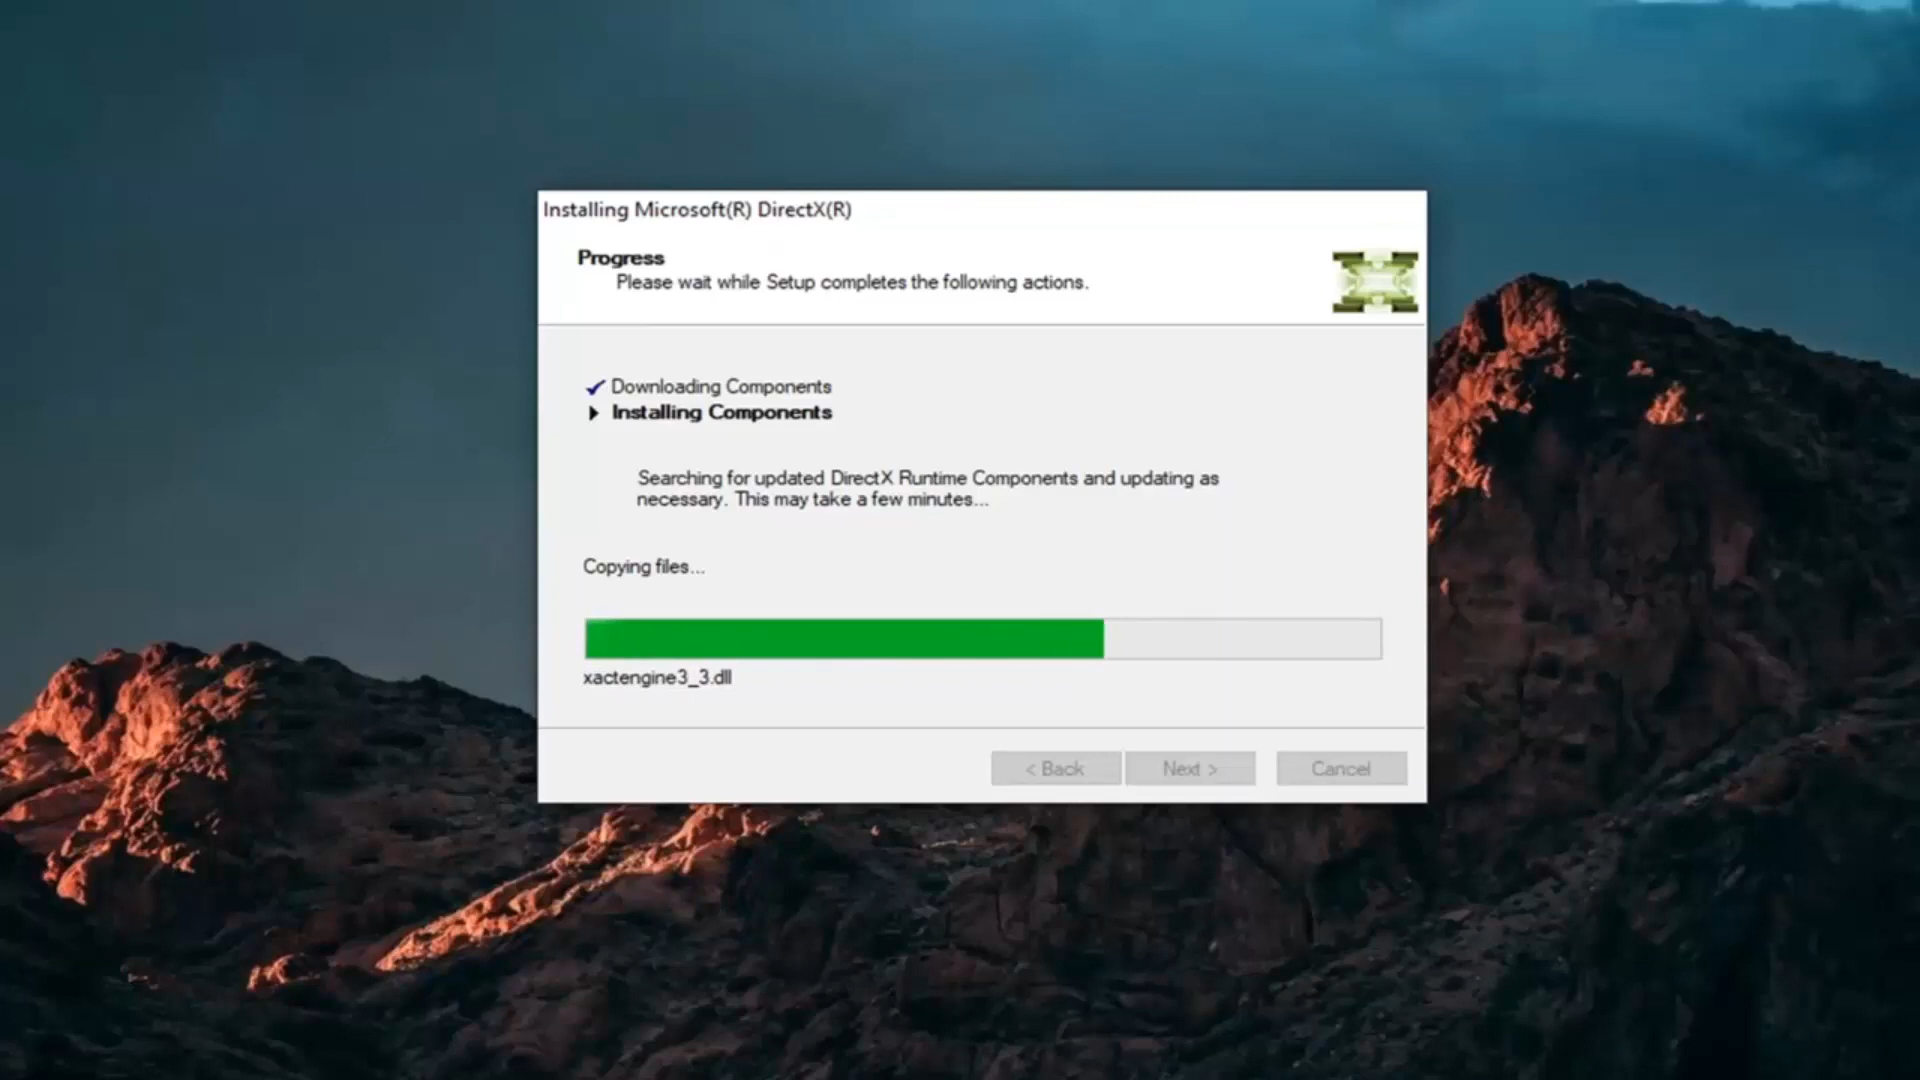 Installing Microsoft(R) DirectX(R)
Progress
Please wait while Setup completes the following actions.
Downloading Components
Installing Components
Searching for updated DirectX Runtime Components and updating as
necessary. This may take a few minutes...
Copying files...
xactengine3_3.dll
< Back
Next >
Cancel